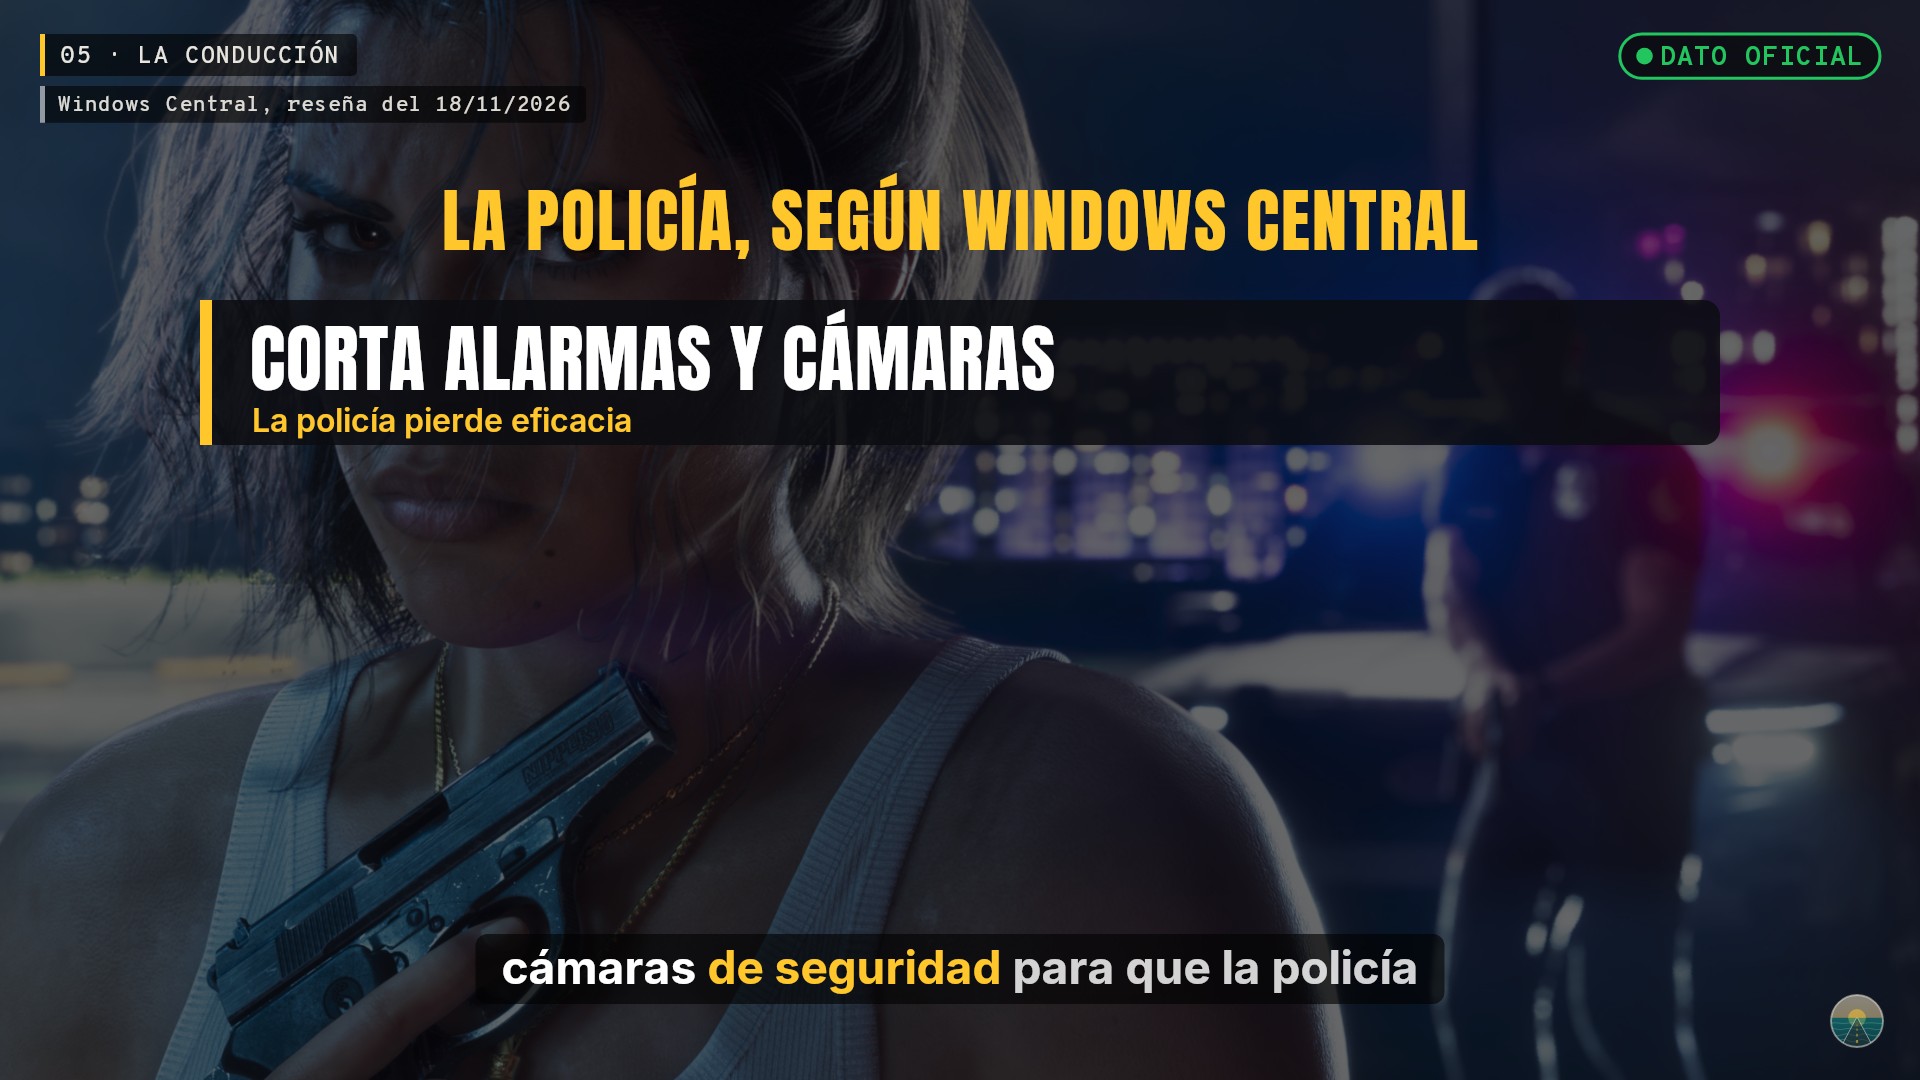 05 · LA CONDUCCIÓN
DATO OFICIAL
Windows Central, reseña del 18/11/2026
LA POLICÍA, SEGÚN WINDOWS CENTRAL
CORTA ALARMAS Y CÁMARAS
La policía pierde eficacia
cámaras de seguridad para que la policía